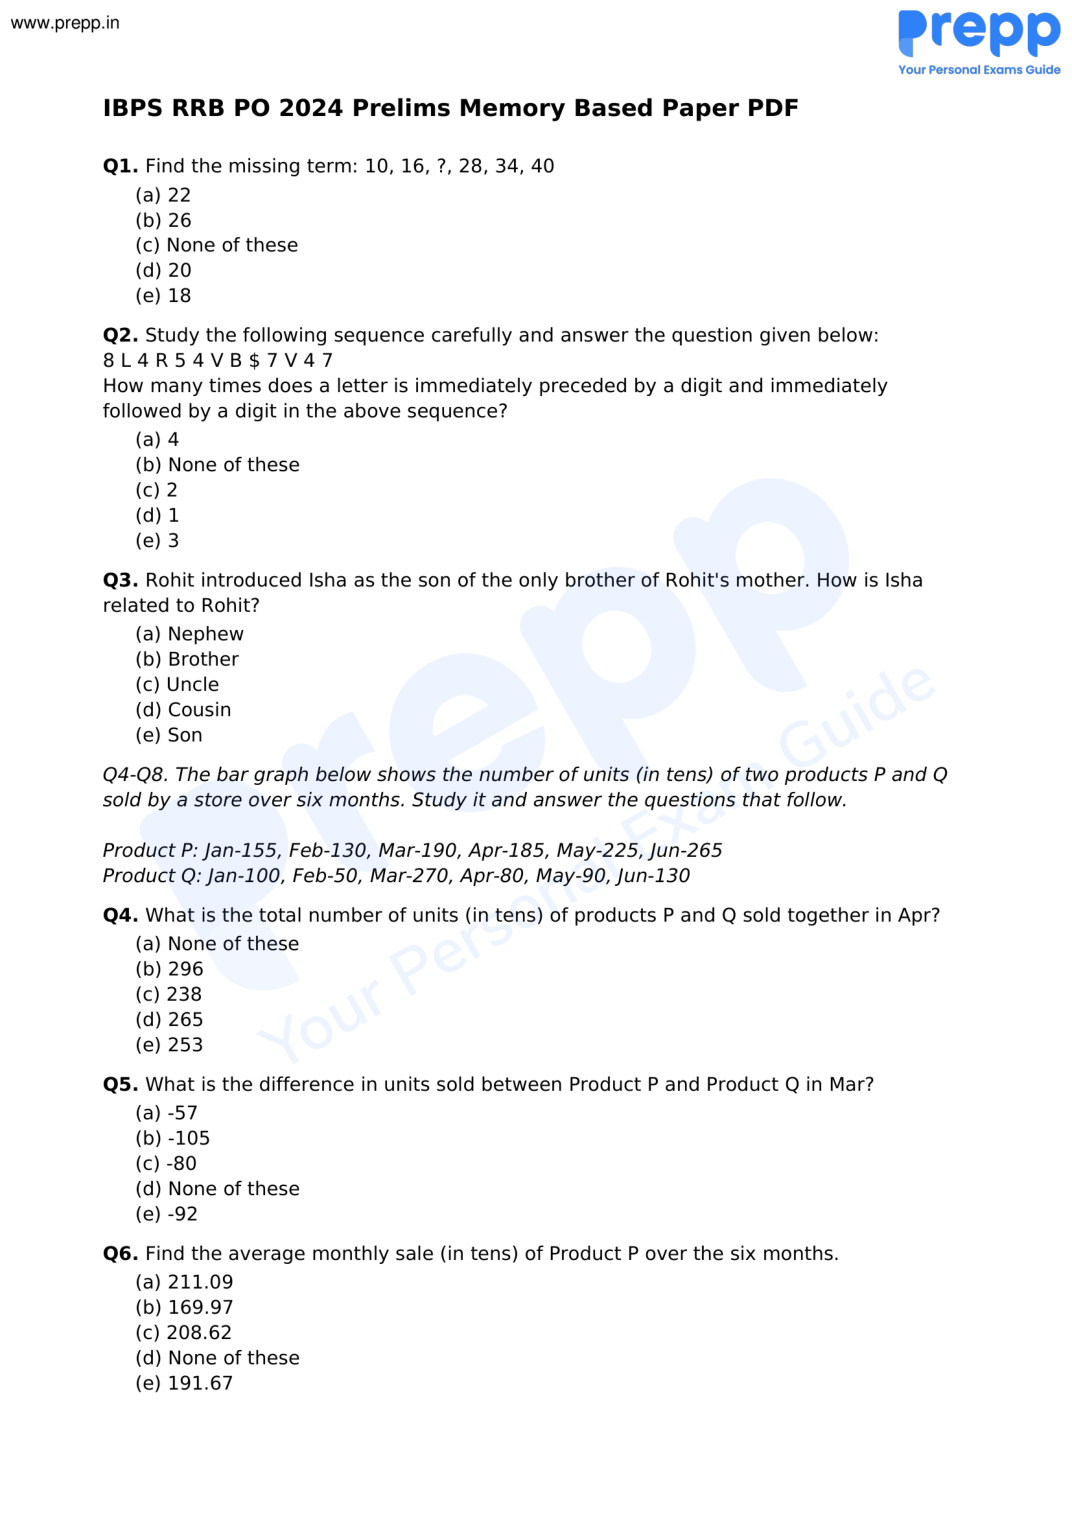 www.prepp.in
prepp
Your Personal Exams Guide
IBPS RRB PO 2024 Prelims Memory Based Paper PDF
Q1. Find the missing term: 10, 16, ?, 28, 34, 40
(a) 22
(b) 26
(c) None of these
(d) 20
(e) 18
Q2. Study the following sequence carefully and answer the question given below:
8 L 4 R 5 4 V B $ 7 V 4 7
How many times does a letter is immediately preceded by a digit and immediately
followed by a digit in the above sequence?
(a) 4
(b) None of these
(c) 2
(d) 1
(e) 3
Q3. Rohit introduced Isha as the son of the only brother of Rohit's mother. How is Isha
related to Rohit?
(a) Nephew
(b) Brother
(c) Uncle
(d) Cousin
(e) Son
Q4-Q8. The bar graph below shows the number of units (in tens) of two products P and Q
sold by a store over six months. Study it and answer the questions that follow.
Product P: Jan-155, Feb-130, Mar-190, Apr-185, May-225, Jun-265
Product Q: Jan-100, Feb-50, Mar-270, Apr-80, May-90, Jun-130
Q4. What is the total number of units (in tens) of products P and Q sold together in Apr?
(a) None of these
(b) 296
(c) 238
(d) 265
(e) 253
Q5. What is the difference in units sold between Product P and Product Q in Mar?
(a) -57
(b) -105
(c) -80
(d) None of these
(e) -92
Q6. Find the average monthly sale (in tens) of Product P over the six months.
(a) 211.09
(b) 169.97
(c) 208.62
(d) None of these
(e) 191.67
prepp
Your Personal Exam Guide